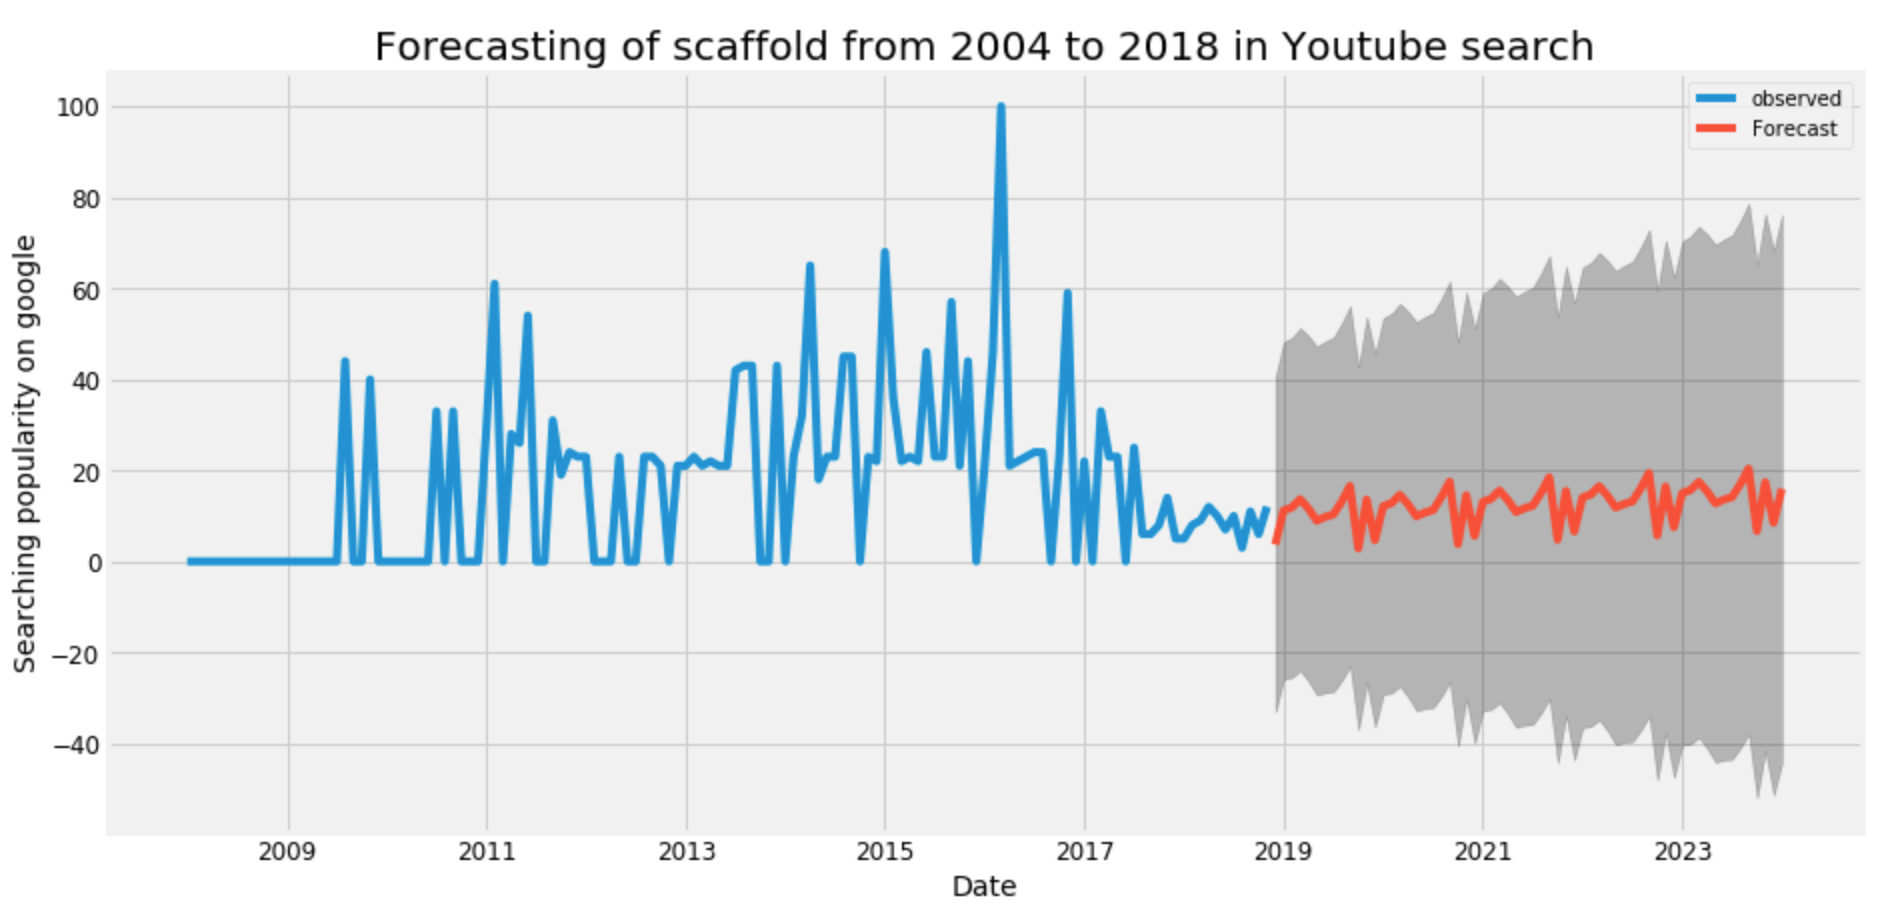 Forecasting of scaffold from 2004 to 2018 in Youtube search
observed
Forecast
Searching popularity on google
100
80
60
40
20
0
−20
−40
2009 2011 2013 2015 2017 2019 2021 2023
Date